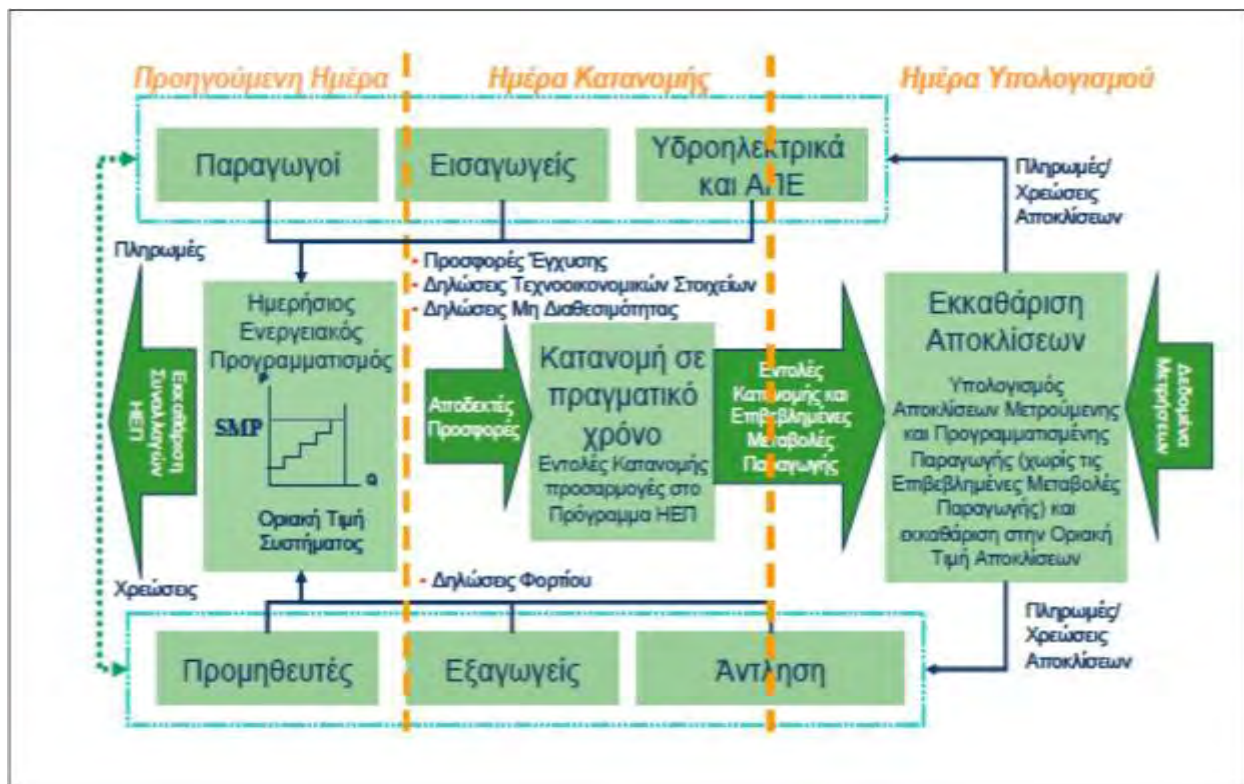 Προηγούμενη Ημέρα
Ημέρα Κατανομής
Ημέρα Υπολογισμού
Παραγωγοί
Εισαγωγείς
Υδροηλεκτρικά
και ΑΠΕ
Πληρωμές/
Χρεώσεις
Αποκλίσεων
Πληρωμές
- Προσφορές Έγχυσης
- Δηλώσεις Τεχνοοικονομικών Στοιχείων
- Δηλώσεις Μη Διαθεσιμότητας
Εκκαθάριση
Συναλλαγών
ΗΕΠ
Ημερήσιος
Ενεργειακός
Προγραμματισμός
P
SMP
Q
Οριακή Τιμή
Συστήματος
Αποδεκτές
Προσφορές
Κατανομή σε
πραγματικό
χρόνο
Εντολές Κατανομής
προσαρμογές στο
Πρόγραμμα ΗΕΠ
Εντολές
Κατανομής και
Επιβεβλημένες
Μεταβολές
Παραγωγής
Εκκαθάριση
Αποκλίσεων
Υπολογισμός
Αποκλίσεων Μετρούμενης
και Προγραμματισμένης
Παραγωγής (χωρίς τις
Επιβεβλημένες Μεταβολές
Παραγωγής) και
εκκαθάριση στην Οριακή
Τιμή Αποκλίσεων
Δεδομένα
Μετρήσεων
Χρεώσεις
- Δηλώσεις Φορτίου
Προμηθευτές
Εξαγωγείς
Άντληση
Πληρωμές/
Χρεώσεις
Αποκλίσεων